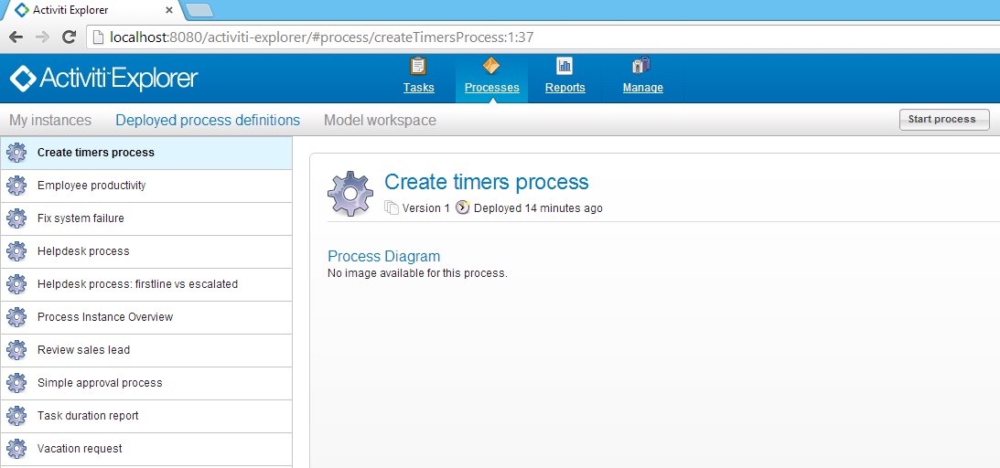 Activiti Explorer
localhost:8080/activiti-explorer/#process/createTimersProcess:1:37
Activiti™ Explorer
Tasks
Processes
Reports
Manage
My instances
Deployed process definitions
Model workspace
Start process
Create timers process
Employee productivity
Fix system failure
Helpdesk process
Helpdesk process: firstline vs escalated
Process Instance Overview
Review sales lead
Simple approval process
Task duration report
Vacation request
Create timers process
Version 1 Deployed 14 minutes ago
Process Diagram
No image available for this process.